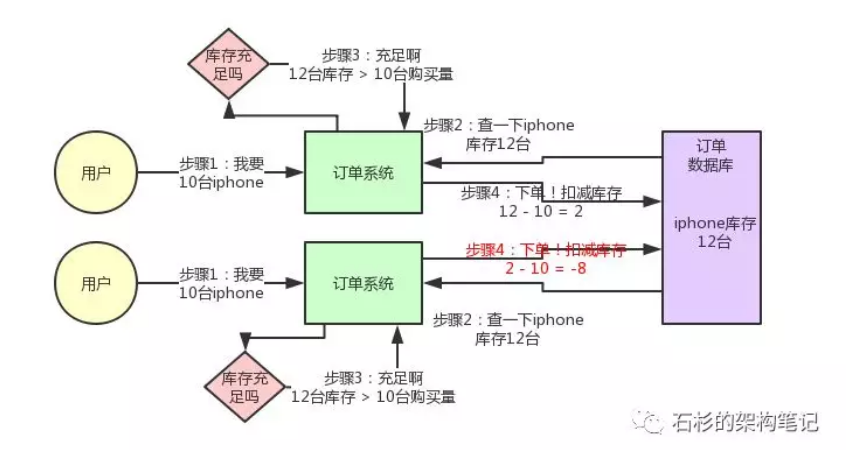 库存充
足吗
步骤3：充足啊
12台库存 > 10台购买量
用户
步骤1：我要
10台iphone
订单系统
步骤2：查一下iphone
库存12台
步骤4：下单！扣减库存
12 - 10 = 2
订单
数据库
iphone库存
12台
用户
步骤1：我要
10台iphone
订单系统
步骤4：下单！扣减库存
2 - 10 = -8
步骤2：查一下iphone
库存12台
库存充
足吗
步骤3：充足啊
12台库存 > 10台购买量
石杉的架构笔记